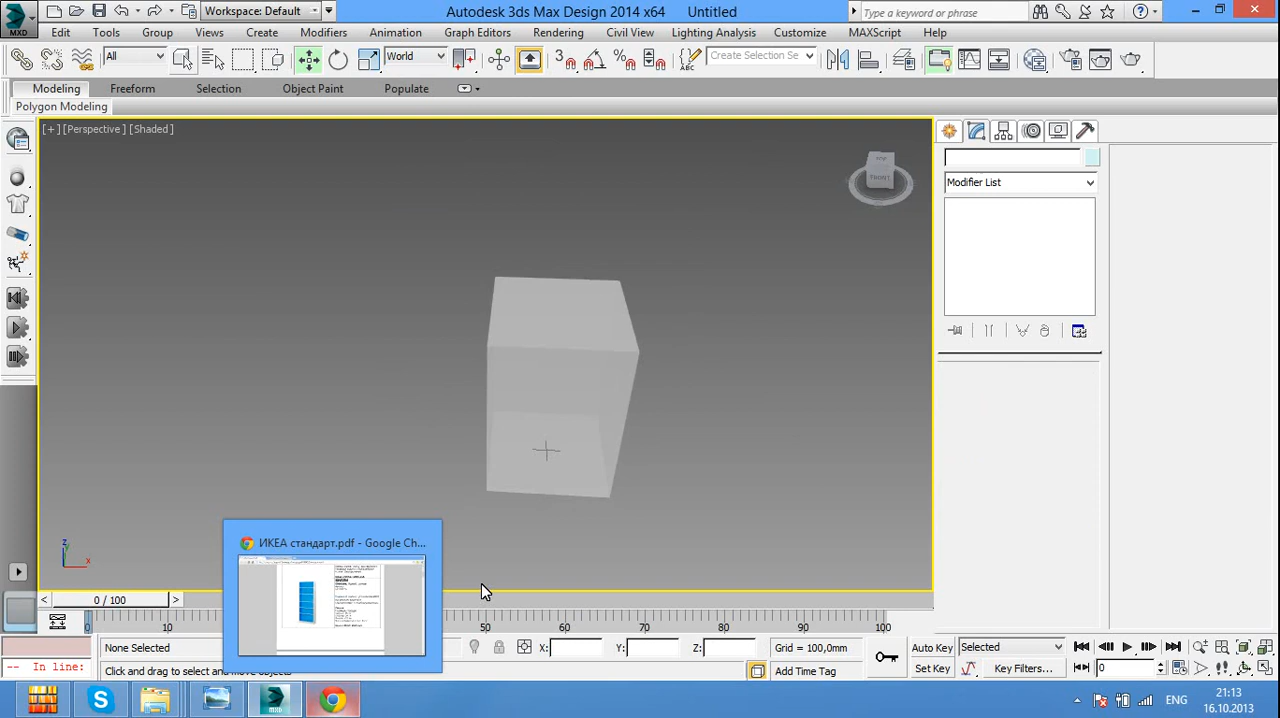 Workspace: Default
Autodesk 3ds Max Design 2014 x64
Untitled
Type a keyword or phrase
MXD
Edit
Tools
Group
Views
Create
Modifiers
Animation
Graph Editors
Rendering
Civil View
Lighting Analysis
Customize
MAXScript
Help
All
World
3
Create Selection Se
Modeling
Freeform
Selection
Object Paint
Populate
Polygon Modeling
[+] [Perspective] [Shaded]
FRONT
Modifier List
z
x
ИКЕА стандарт.pdf - Google Ch...
0 / 100
0
10
50
60
70
80
90
100
None Selected
X:
Y:
Z:
Grid = 100,0mm
Auto Key
Selected
-- In line:
Click and drag to select and move objects
Add Time Tag
Set Key
Key Filters...
0
ENG
21:13
16.10.2013